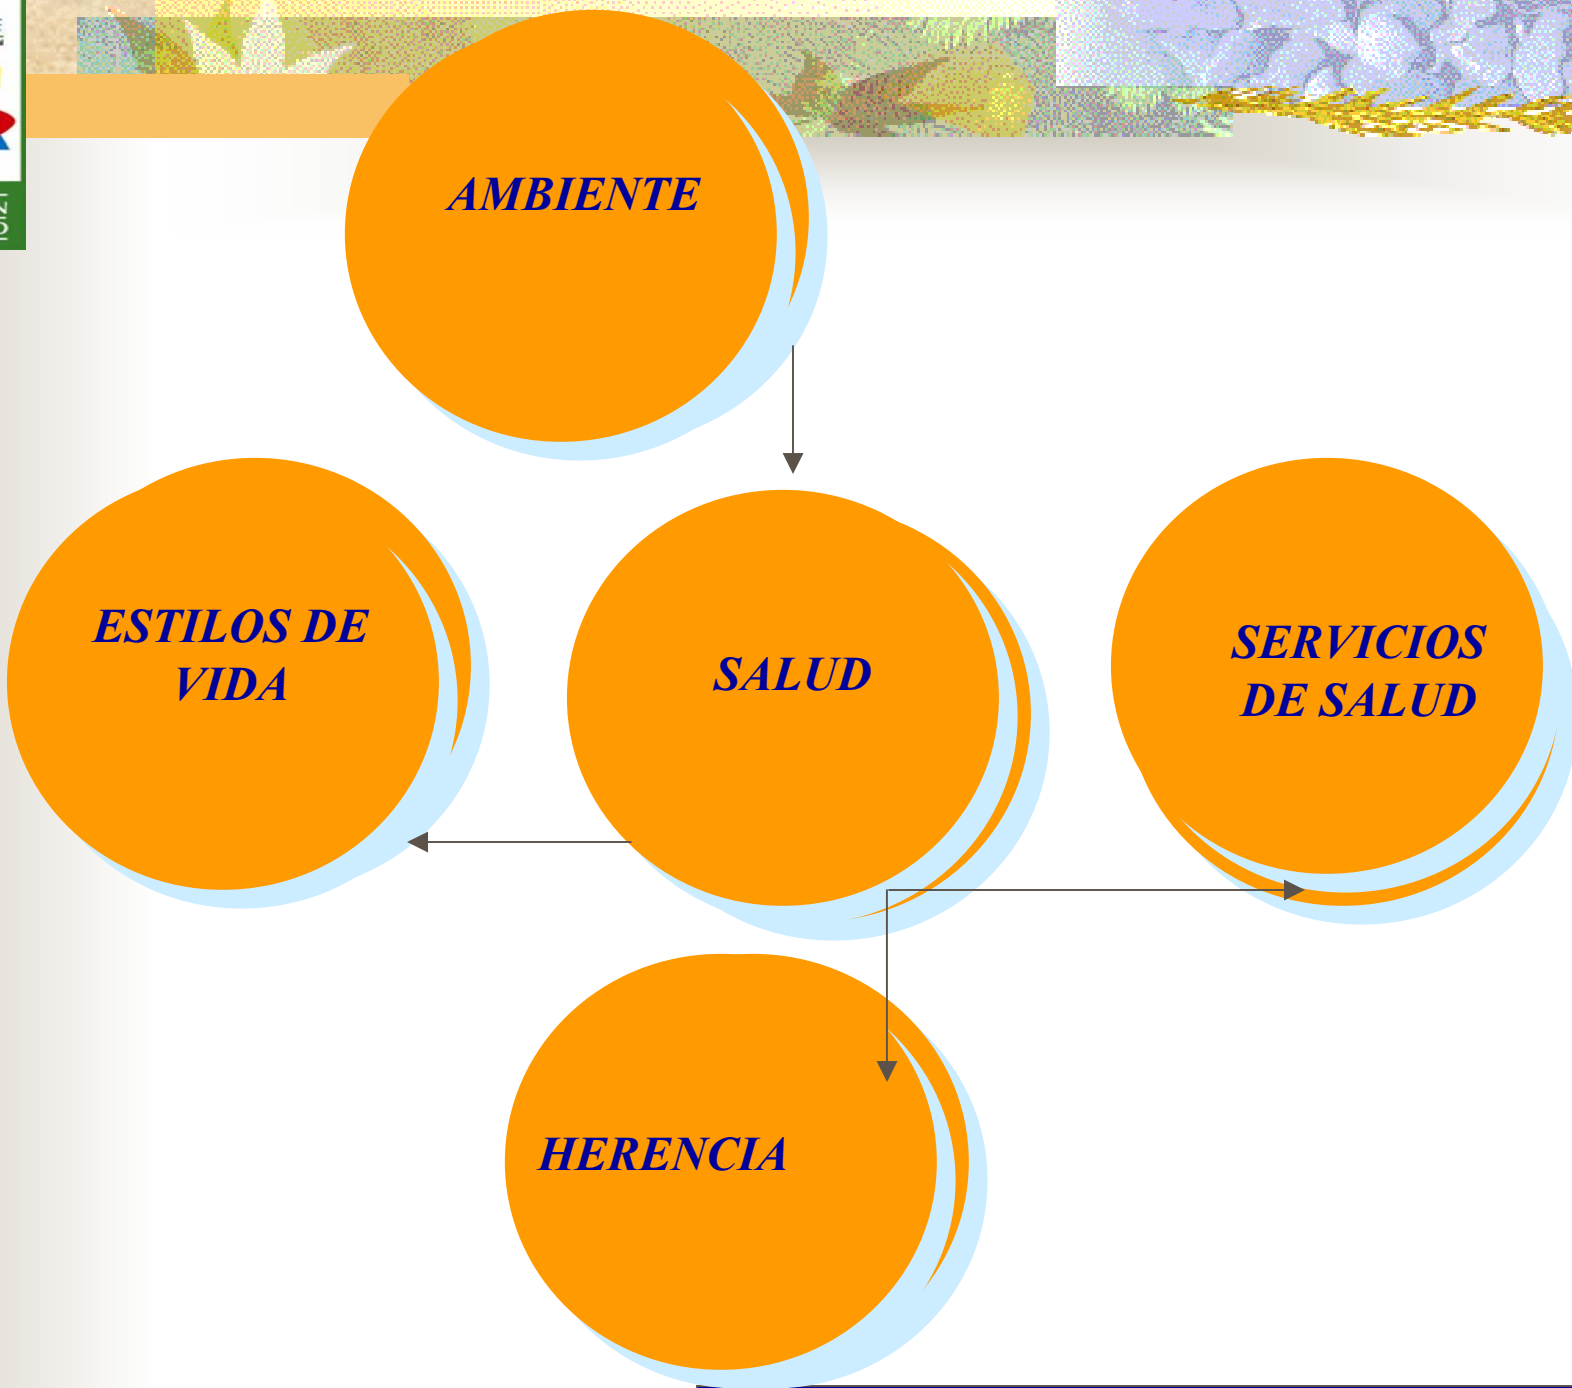 AMBIENTE
ESTILOS DE
VIDA
SALUD
SERVICIOS
DE SALUD
HERENCIA